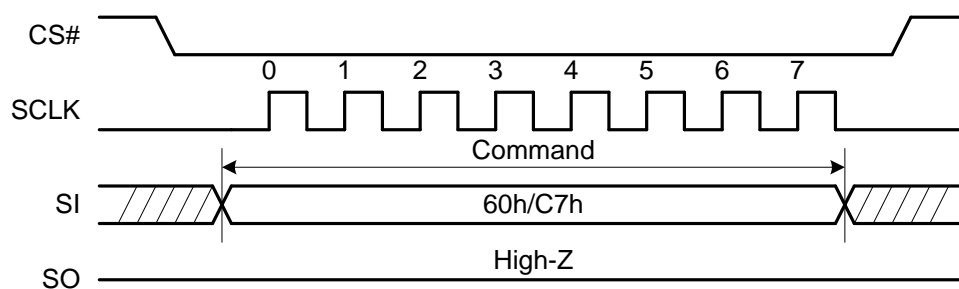 CS#
0 1 2 3 4 5 6 7
SCLK
Command
SI
60h/C7h
High-Z
SO